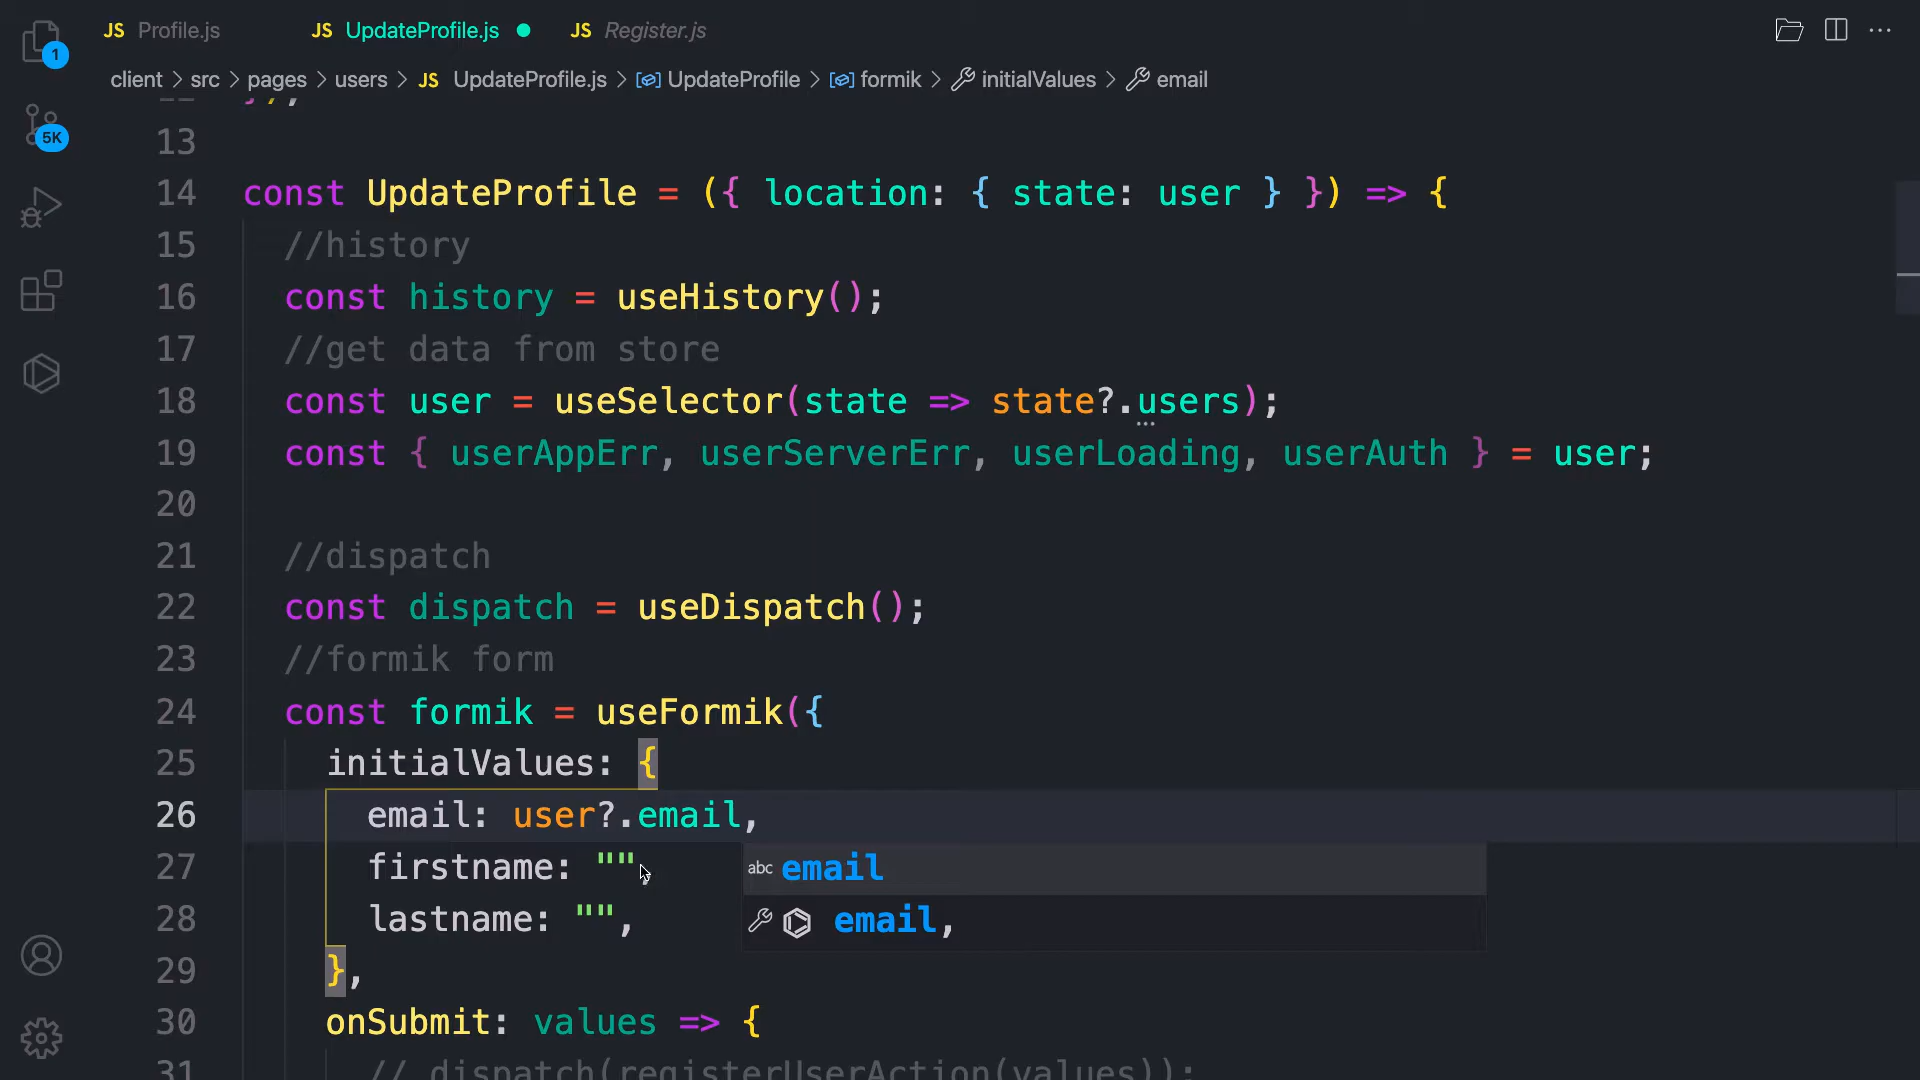 1
JS Profile.js JS UpdateProfile.js JS Register.js
client > src > pages > users > JS UpdateProfile.js > UpdateProfile > formik > initialValues > email
5K
13
14 const UpdateProfile = ({ location: { state: user } }) => {
15 //history
16 const history = useHistory();
17 //get data from store
18 const user = useSelector(state => state?.users);
19 const { userAppErr, userServerErr, userLoading, userAuth } = user;
20
21 //dispatch
22 const dispatch = useDispatch();
23 //formik form
24 const formik = useFormik({
25 initialValues: {
26 email: user?.email,
27 firstname: "",
abc email
28 lastname: "",
email,
29 },
30 onSubmit: values => {
31 // dispatch(registerUserAction(values));